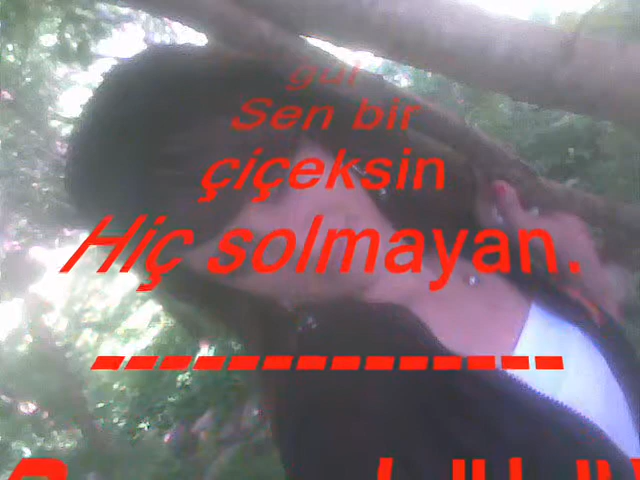 gül
Sen bir
çiçeksin
Hiç solmayan.
---------------